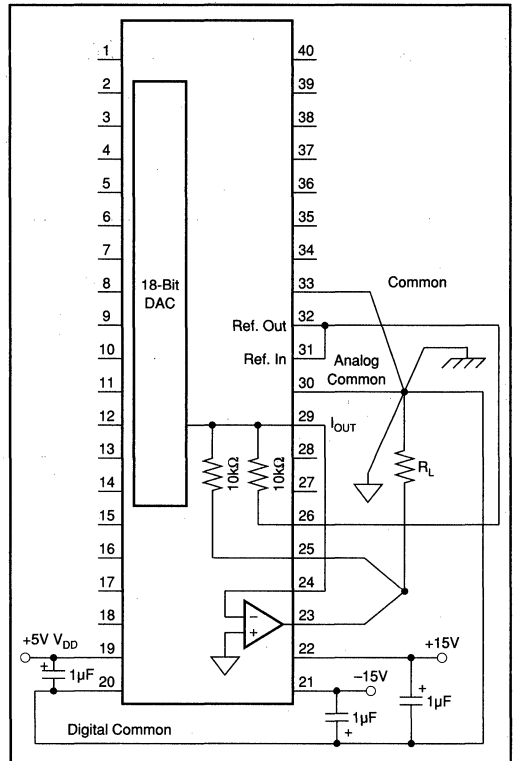 1 40
2 39
3 38
4 37
5 36
6 35
7 34
8 18-Bit 33 Common
DAC
9 Ref. Out 32
10 Ref. In 31 Analog
Common
11 30
12 29 IOUT
13 10kΩ 10kΩ 28 RL
14 27
15 26
16 25
17 24
18 − 23
+
+5V VDD 19 22 +15V
+ 1µF
20 21 −15V
+ 1µF
1µF +
Digital Common